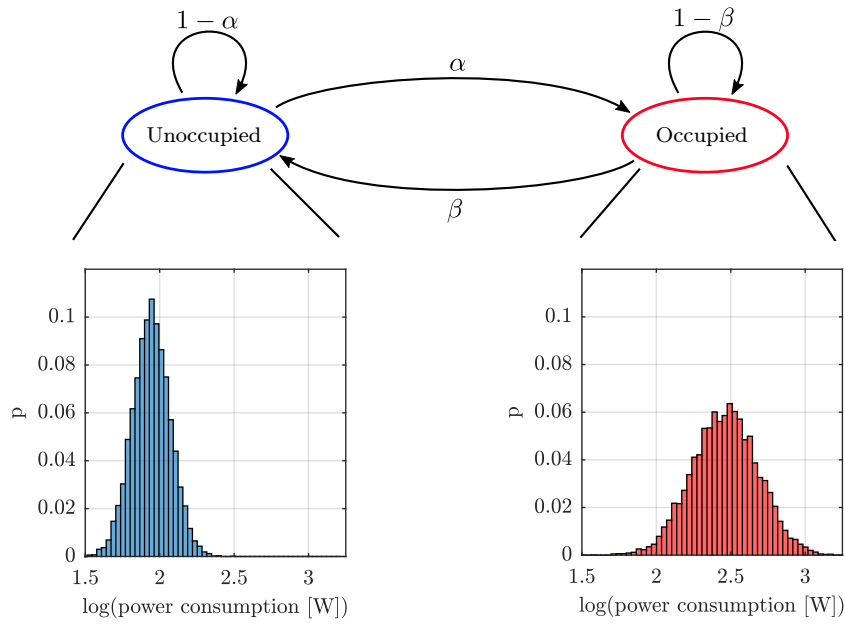 1 − α
1 − β
α
Unoccupied
Occupied
β
0.1
0.08
0.06
0.04
0.02
0
p
1.5
2
2.5
3
log(power consumption [W])
0.1
0.08
0.06
0.04
0.02
0
p
1.5
2
2.5
3
log(power consumption [W])